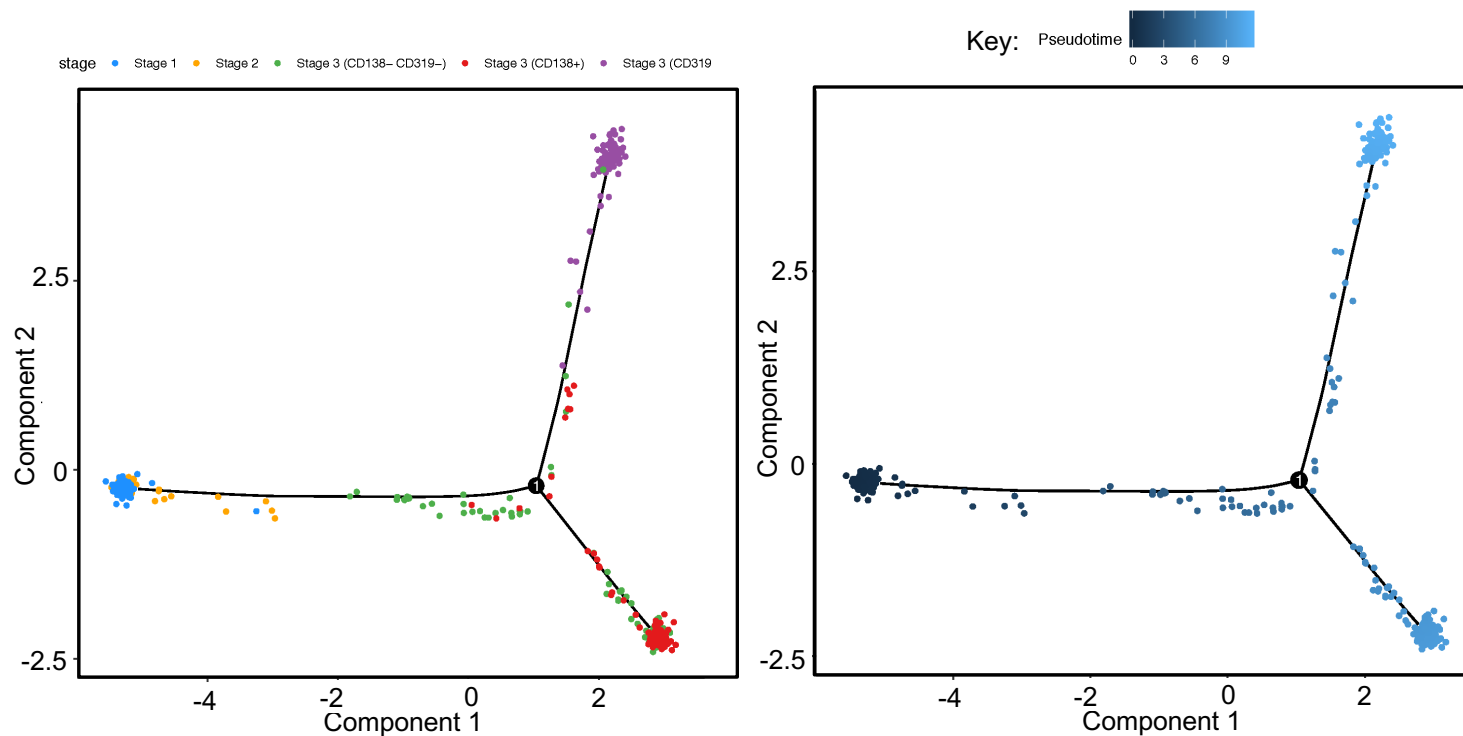 Key: Pseudotime
0 3 6 9
stage Stage 1 Stage 2 Stage 3 (CD138− CD319−) Stage 3 (CD138+) Stage 3 (CD319
Component 2
2.5
0
-2.5
1
-4 -2 0 2
Component 1
Component 2
2.5
0
-2.5
1
-4 -2 0 2
Component 1